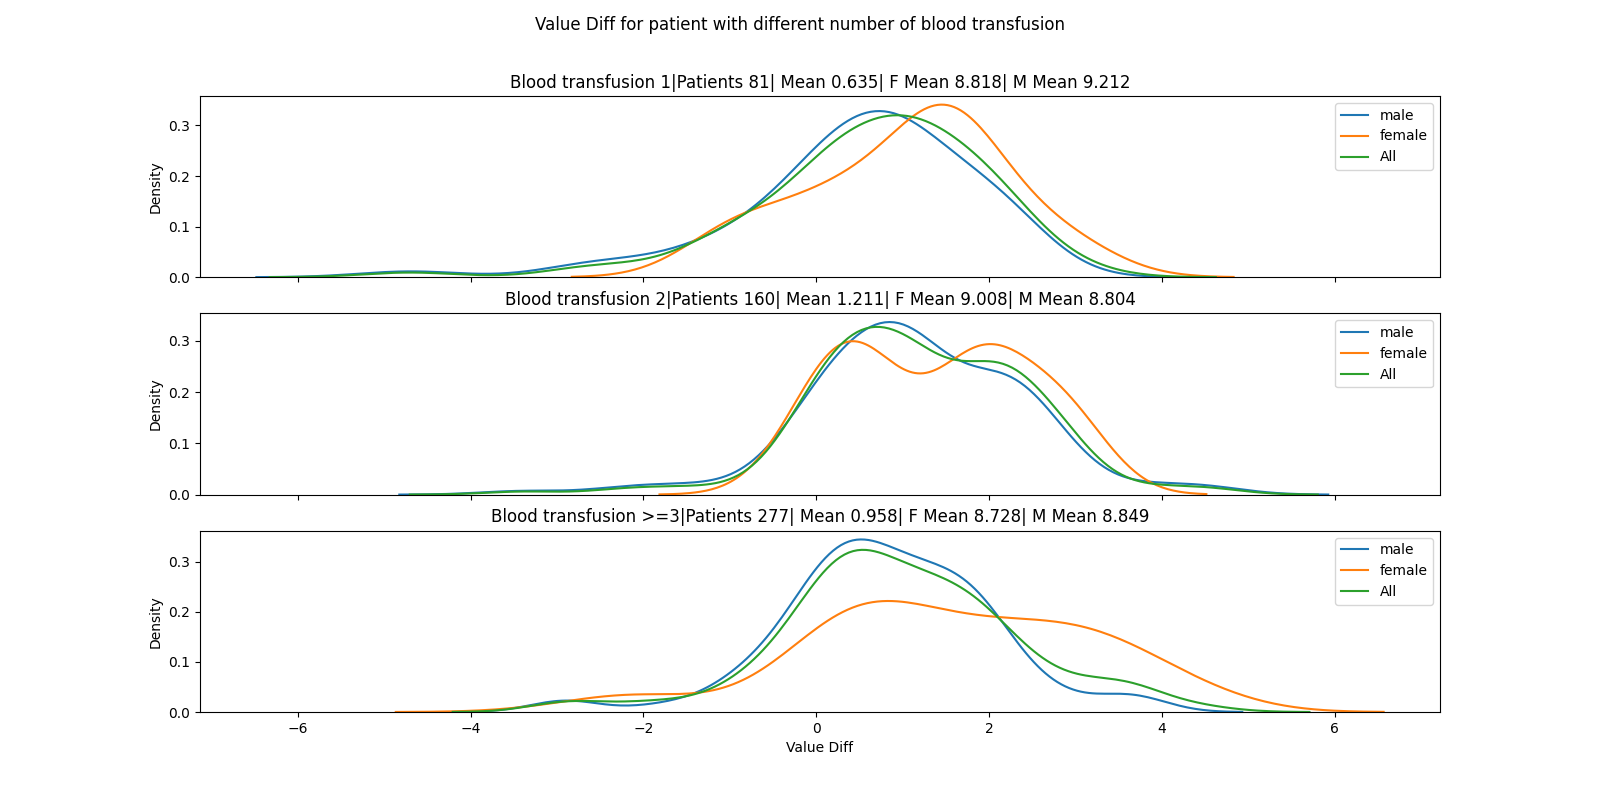 Value Diff for patient with different number of blood transfusion
Blood transfusion 1|Patients 81| Mean 0.635| F Mean 8.818| M Mean 9.212
Density
0.3
0.2
0.1
0.0
male
female
All
Blood transfusion 2|Patients 160| Mean 1.211| F Mean 9.008| M Mean 8.804
Density
0.3
0.2
0.1
0.0
male
female
All
Blood transfusion >=3|Patients 277| Mean 0.958| F Mean 8.728| M Mean 8.849
Density
0.3
0.2
0.1
0.0
male
female
All
−6 −4 −2 0 2 4 6
Value Diff